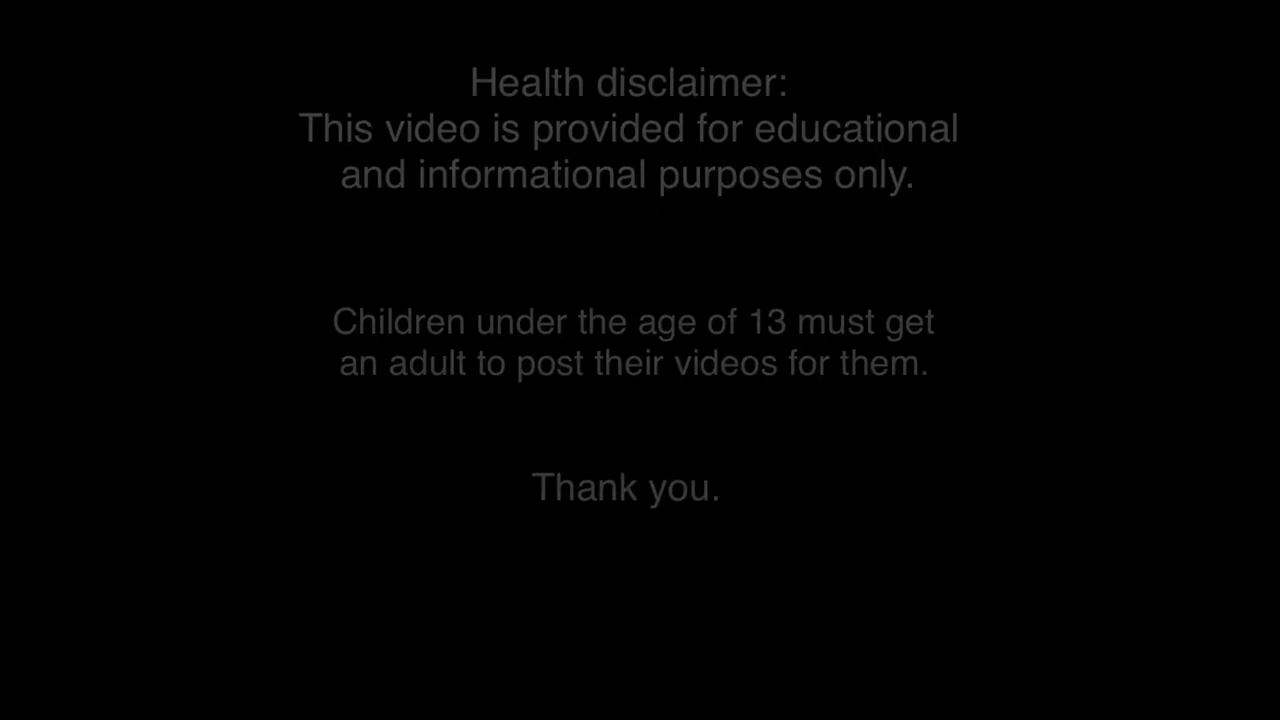 Health disclaimer:
This video is provided for educational
and informational purposes only.
Children under the age of 13 must get
an adult to post their videos for them.
Thank you.